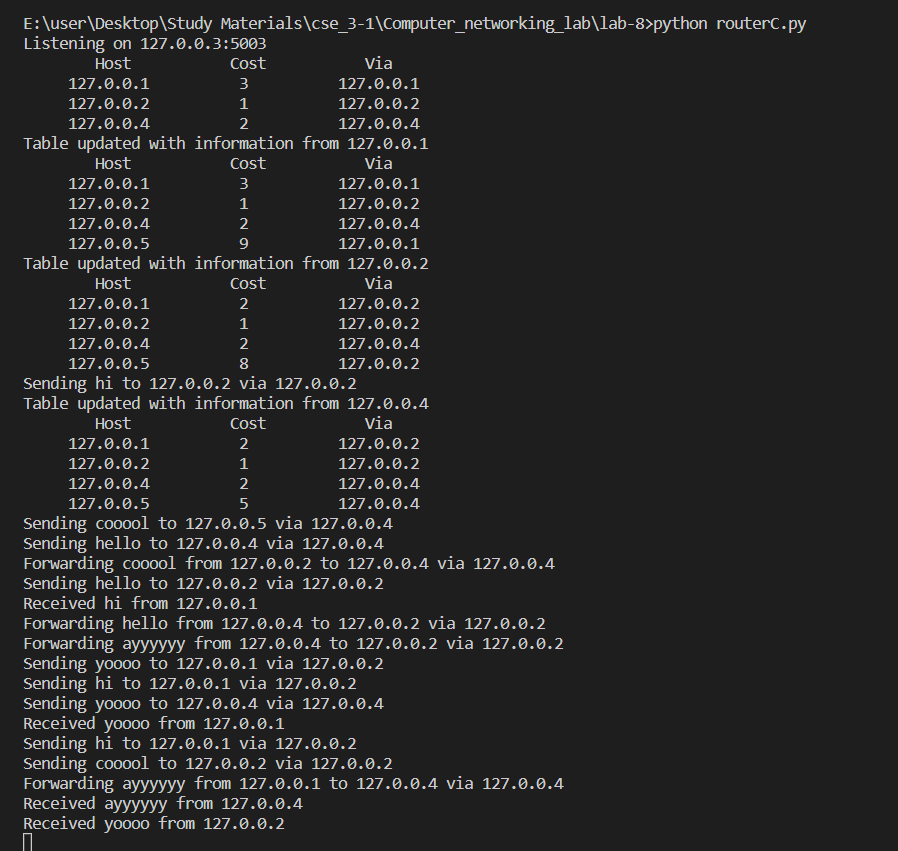 E:\user\Desktop\Study Materials\cse_3-1\Computer_networking_lab\lab-8>python routerC.py
Listening on 127.0.0.3:5003
Host Cost Via
127.0.0.1 3 127.0.0.1
127.0.0.2 1 127.0.0.2
127.0.0.4 2 127.0.0.4
Table updated with information from 127.0.0.1
Host Cost Via
127.0.0.1 3 127.0.0.1
127.0.0.2 1 127.0.0.2
127.0.0.4 2 127.0.0.4
127.0.0.5 9 127.0.0.1
Table updated with information from 127.0.0.2
Host Cost Via
127.0.0.1 2 127.0.0.2
127.0.0.2 1 127.0.0.2
127.0.0.4 2 127.0.0.4
127.0.0.5 8 127.0.0.2
Sending hi to 127.0.0.2 via 127.0.0.2
Table updated with information from 127.0.0.4
Host Cost Via
127.0.0.1 2 127.0.0.2
127.0.0.2 1 127.0.0.2
127.0.0.4 2 127.0.0.4
127.0.0.5 5 127.0.0.4
Sending cooool to 127.0.0.5 via 127.0.0.4
Sending hello to 127.0.0.4 via 127.0.0.4
Forwarding cooool from 127.0.0.2 to 127.0.0.4 via 127.0.0.4
Sending hello to 127.0.0.2 via 127.0.0.2
Received hi from 127.0.0.1
Forwarding hello from 127.0.0.4 to 127.0.0.2 via 127.0.0.2
Forwarding ayyyyyy from 127.0.0.4 to 127.0.0.2 via 127.0.0.2
Sending yoooo to 127.0.0.1 via 127.0.0.2
Sending hi to 127.0.0.1 via 127.0.0.2
Sending yoooo to 127.0.0.4 via 127.0.0.4
Received yoooo from 127.0.0.1
Sending hi to 127.0.0.1 via 127.0.0.2
Sending cooool to 127.0.0.2 via 127.0.0.2
Forwarding ayyyyyy from 127.0.0.1 to 127.0.0.4 via 127.0.0.4
Received ayyyyyy from 127.0.0.4
Received yoooo from 127.0.0.2